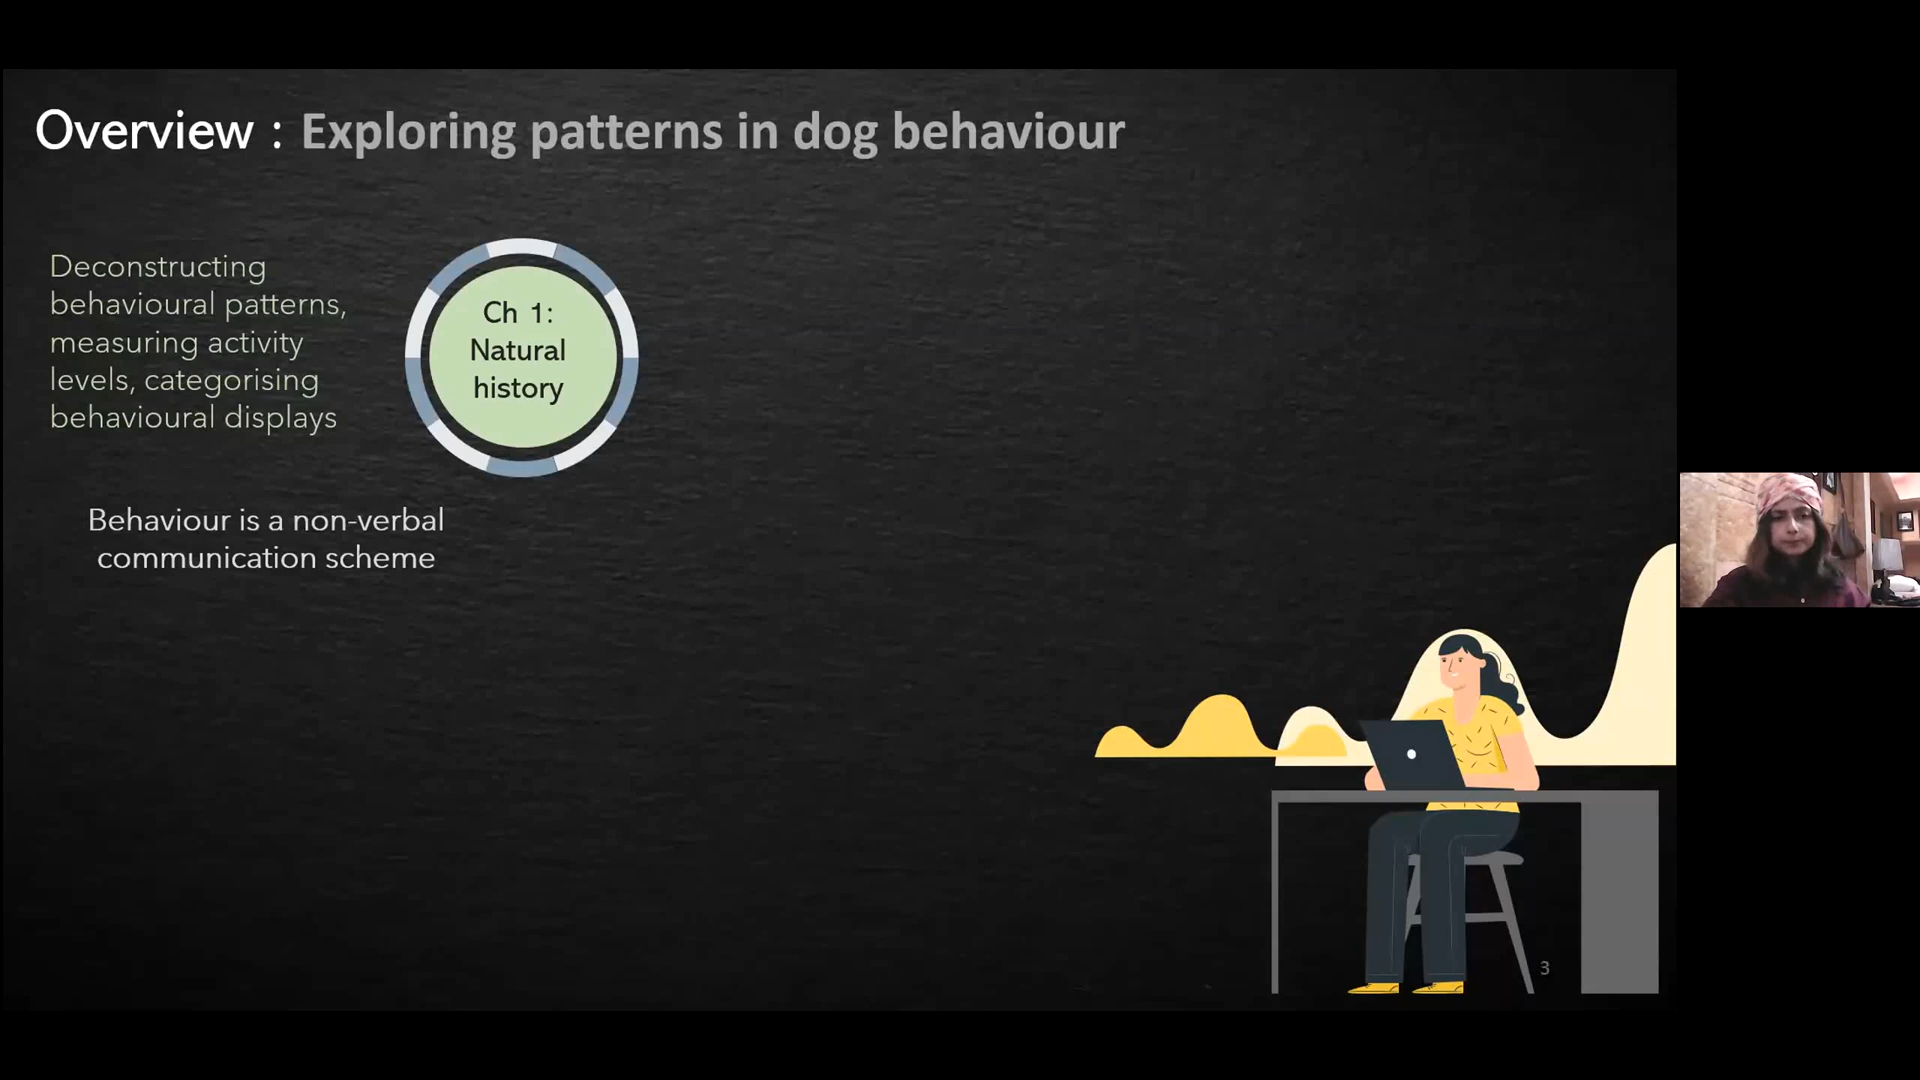 Overview : Exploring patterns in dog behaviour
Deconstructing
behavioural patterns,
measuring activity
levels, categorising
behavioural displays
Ch 1:
Natural
history
Behaviour is a non-verbal
communication scheme
3